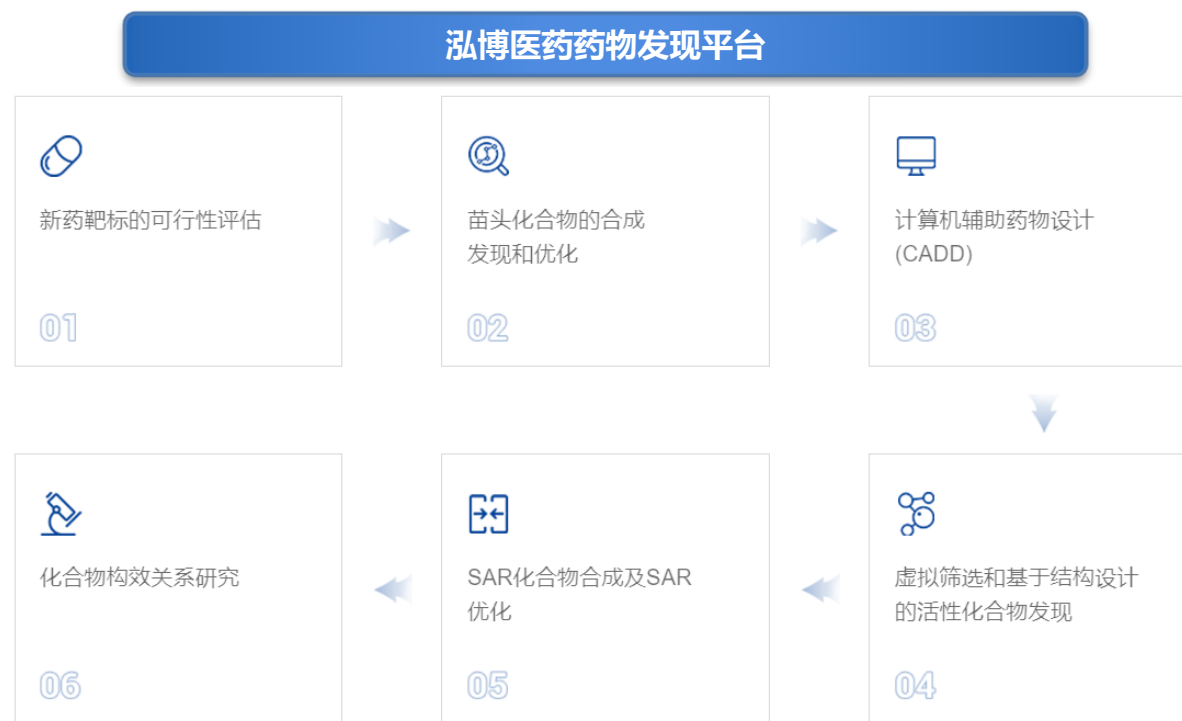 泓博医药药物发现平台
新药靶标的可行性评估
01
苗头化合物的合成
发现和优化
02
计算机辅助药物设计
(CADD)
03
虚拟筛选和基于结构设计
的活性化合物发现
04
SAR化合物合成及SAR
优化
05
化合物构效关系研究
06